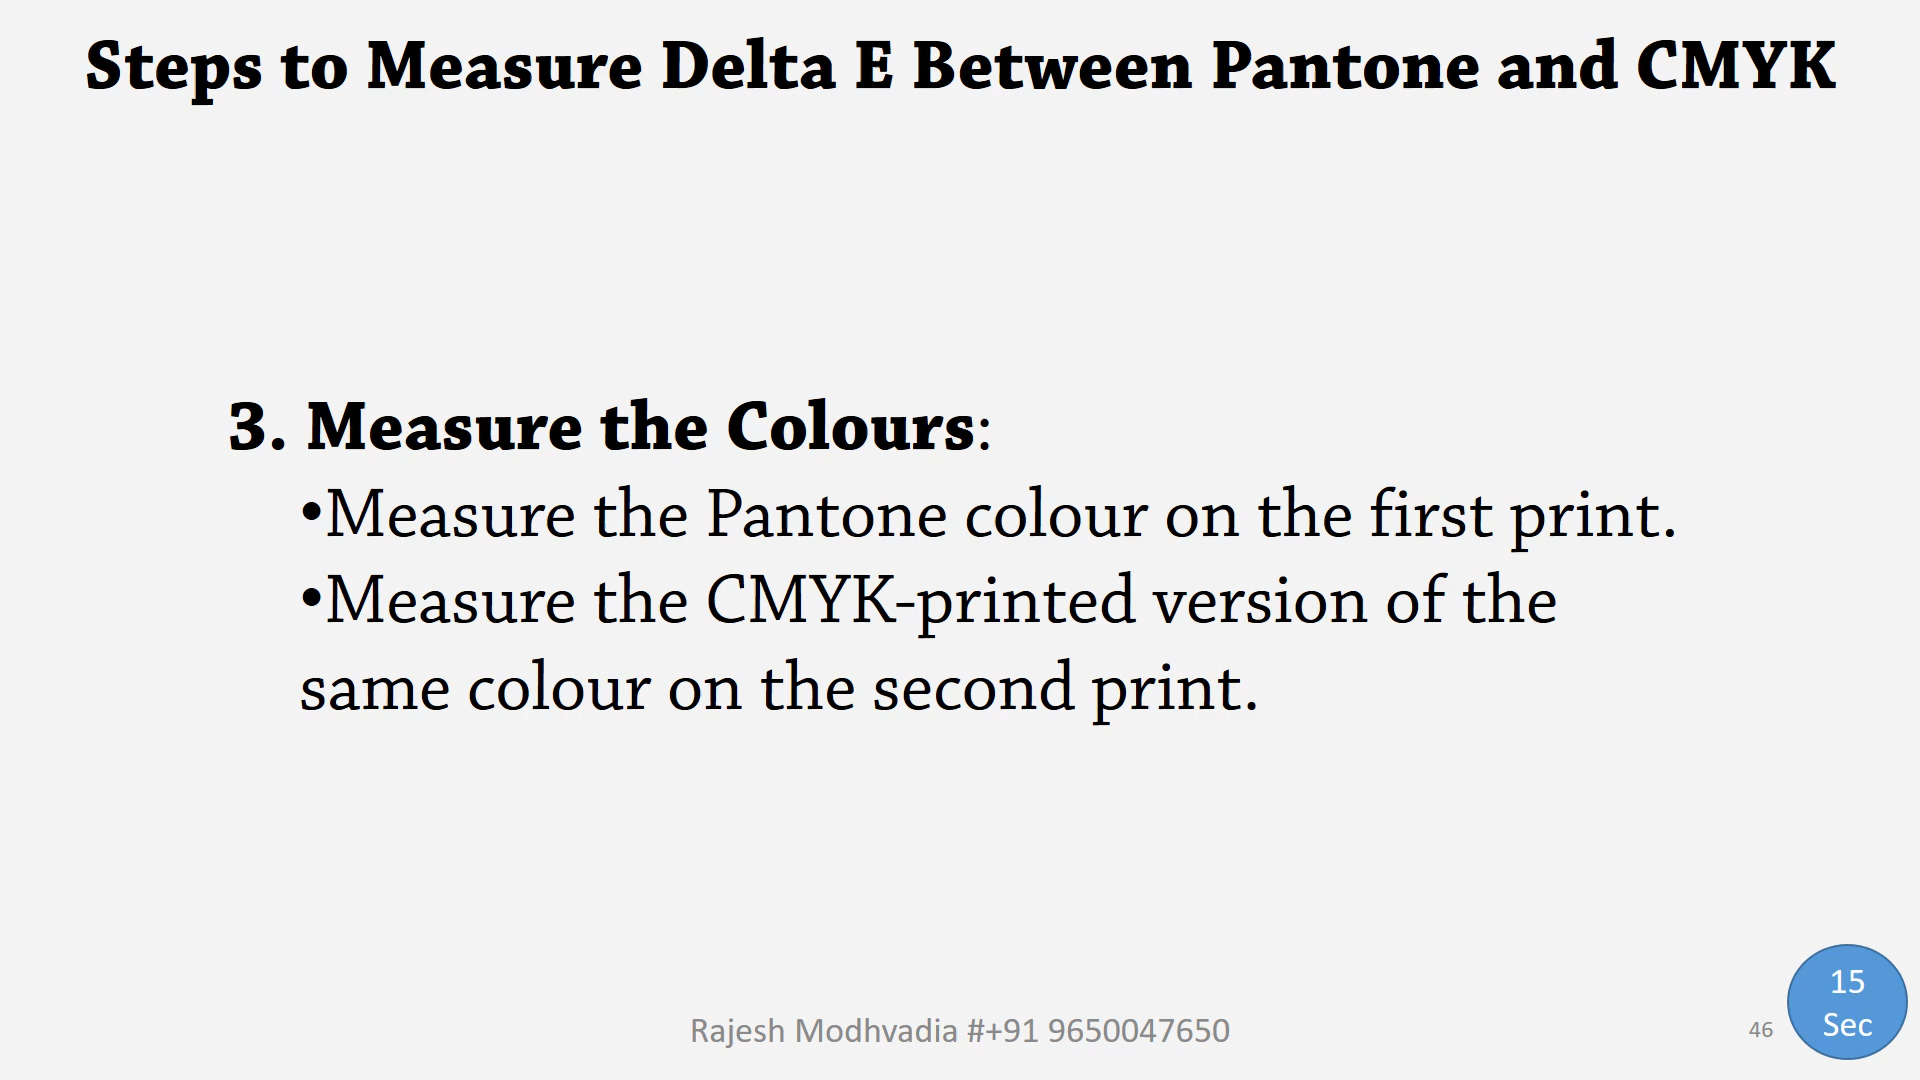 Steps to Measure Delta E Between Pantone and CMYK
3. Measure the Colours:
•Measure the Pantone colour on the first print.
•Measure the CMYK-printed version of the
same colour on the second print.
Rajesh Modhvadia #+91 9650047650
46
15
Sec